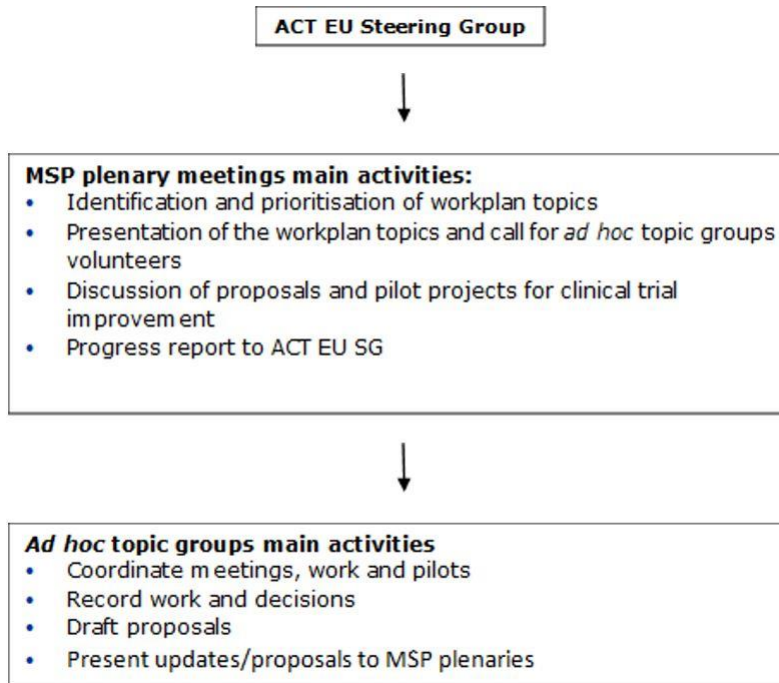 ACT EU Steering Group
MSP plenary meetings main activities:
• Identification and prioritisation of workplan topics
• Presentation of the workplan topics and call for ad hoc topic groups
volunteers
• Discussion of proposals and pilot projects for clinical trial
improvement
• Progress report to ACT EU SG
Ad hoc topic groups main activities
• Coordinate meetings, work and pilots
• Record work and decisions
• Draft proposals
• Present updates/proposals to MSP plenaries